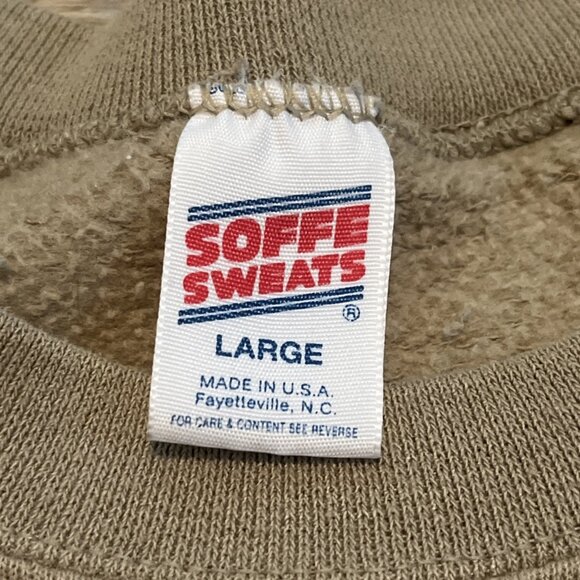 SOFFE
SWEATS
®
LARGE
MADE IN U.S.A.
Fayetteville, N.C.
FOR CARE & CONTENT SEE REVERSE